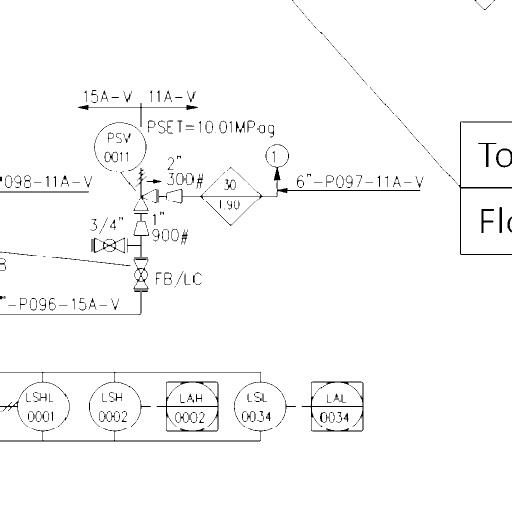 15A-V 11A-V
PSV
0011
PSET=10.01MPag
1
2"
300#
30
1.90
6"-P097-11A-V
"098-11A-V
3/4"
1"
900#
FB/LC
B
"-P096-15A-V
To
Flo
LSHL
0001
LSH
0002
LAH
0002
LSL
0034
LAL
0034